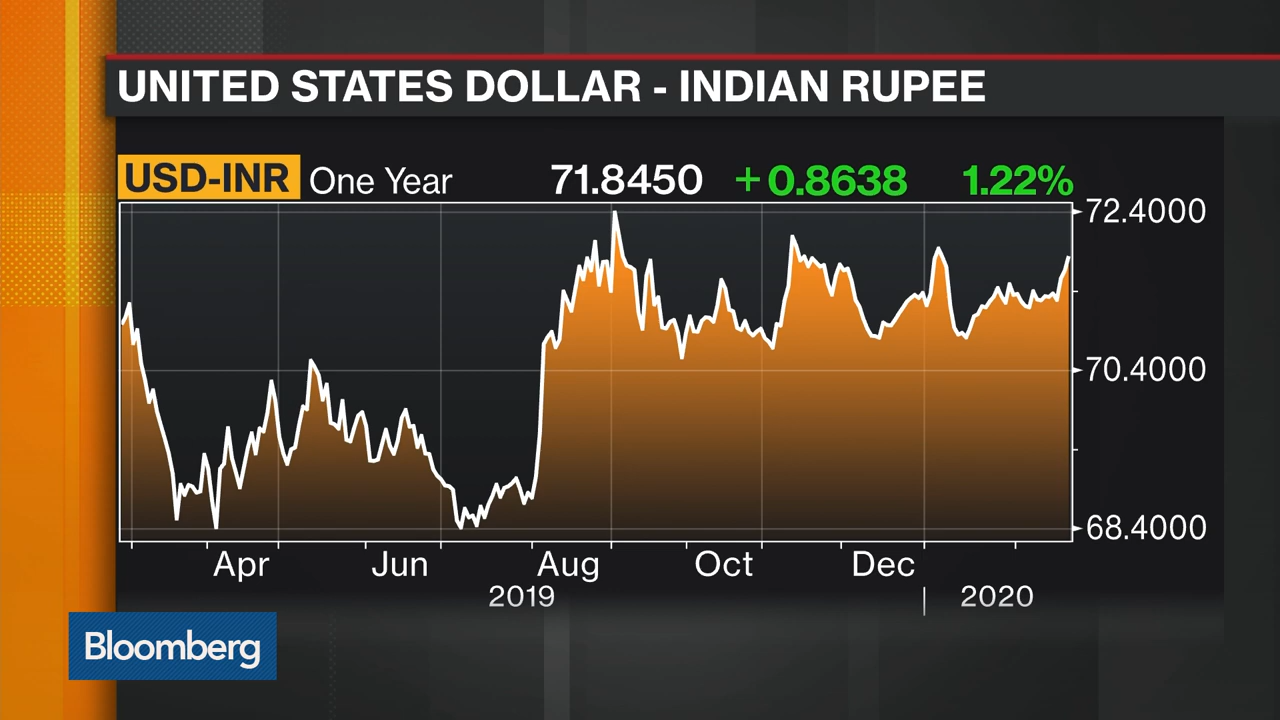 UNITED STATES DOLLAR - INDIAN RUPEE
USD-INR One Year 71.8450 + 0.8638 1.22%
72.4000
70.4000
68.4000
Apr Jun Aug Oct Dec
2019 2020
Bloomberg